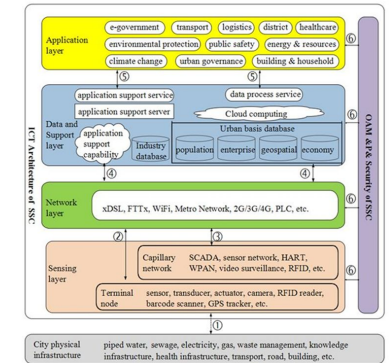 e-government transport logistics district healthcare
Application
layer
environmental protection public safety energy & resources
climate change urban governance building & household
⑥
⑤ ⑤
application support service data process service
application support server Cloud computing
Data and
Support
layer
application
support
capability
Industry
database
Urban basis database
population enterprise geospatial economy
⑥
④ ④
Network
layer
xDSL, FTTx, WiFi, Metro Network, 2G/3G/4G, PLC, etc.
⑥
② ③
Sensing
layer
Capillary
network
SCADA, sensor network, HART,
WPAN, video surveillance, RFID, etc.
Terminal
node
sensor, transducer, actuator, camera, RFID reader,
barcode scanner, GPS tracker, etc.
⑥
①
City physical
infrastructure
piped water, sewage, electricity, gas, waste management, knowledge
infrastructure, health infrastructure, transport, road, building, etc.
ICT Architecture of SSC
OAM &P& Security of SSC